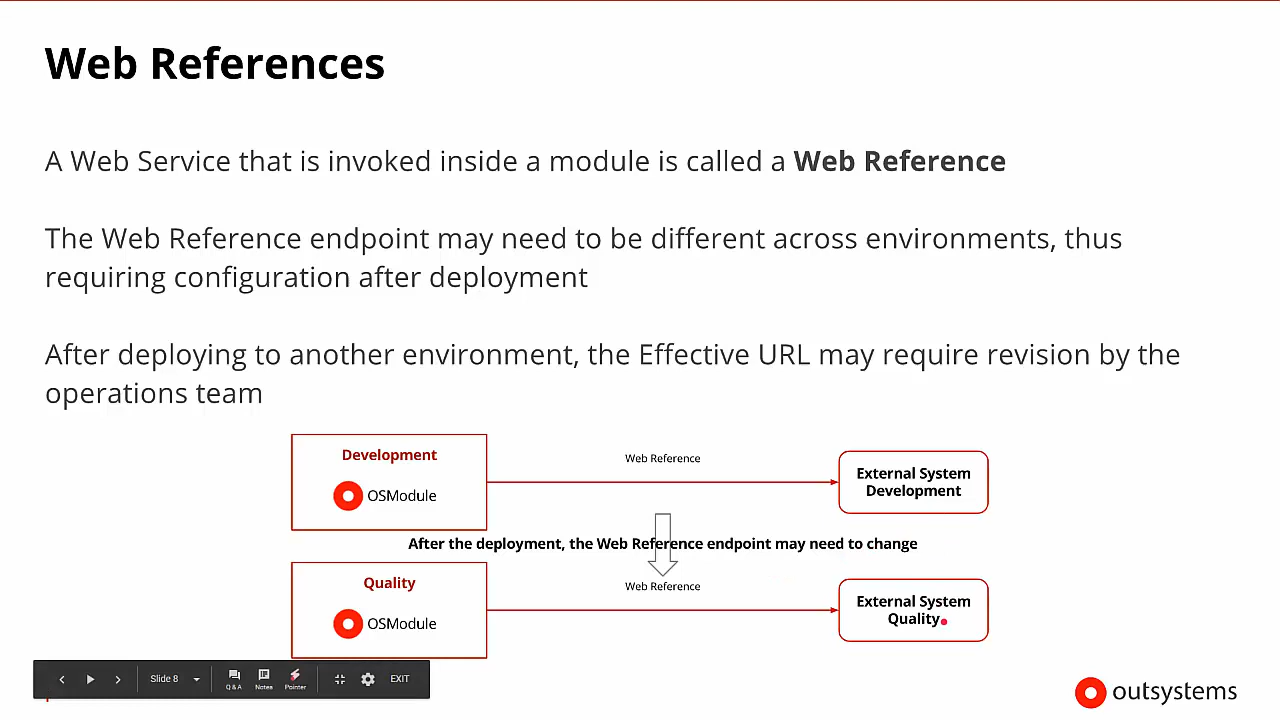 Web References
A Web Service that is invoked inside a module is called a Web Reference
The Web Reference endpoint may need to be different across environments, thus
requiring configuration after deployment
After deploying to another environment, the Effective URL may require revision by the
operations team
Development
OSModule
Web Reference
External System
Development
After the deployment, the Web Reference endpoint may need to change
Quality
OSModule
Web Reference
External System
Quality
Slide 8
Q & A
Notes
Pointer
EXIT
outsystems